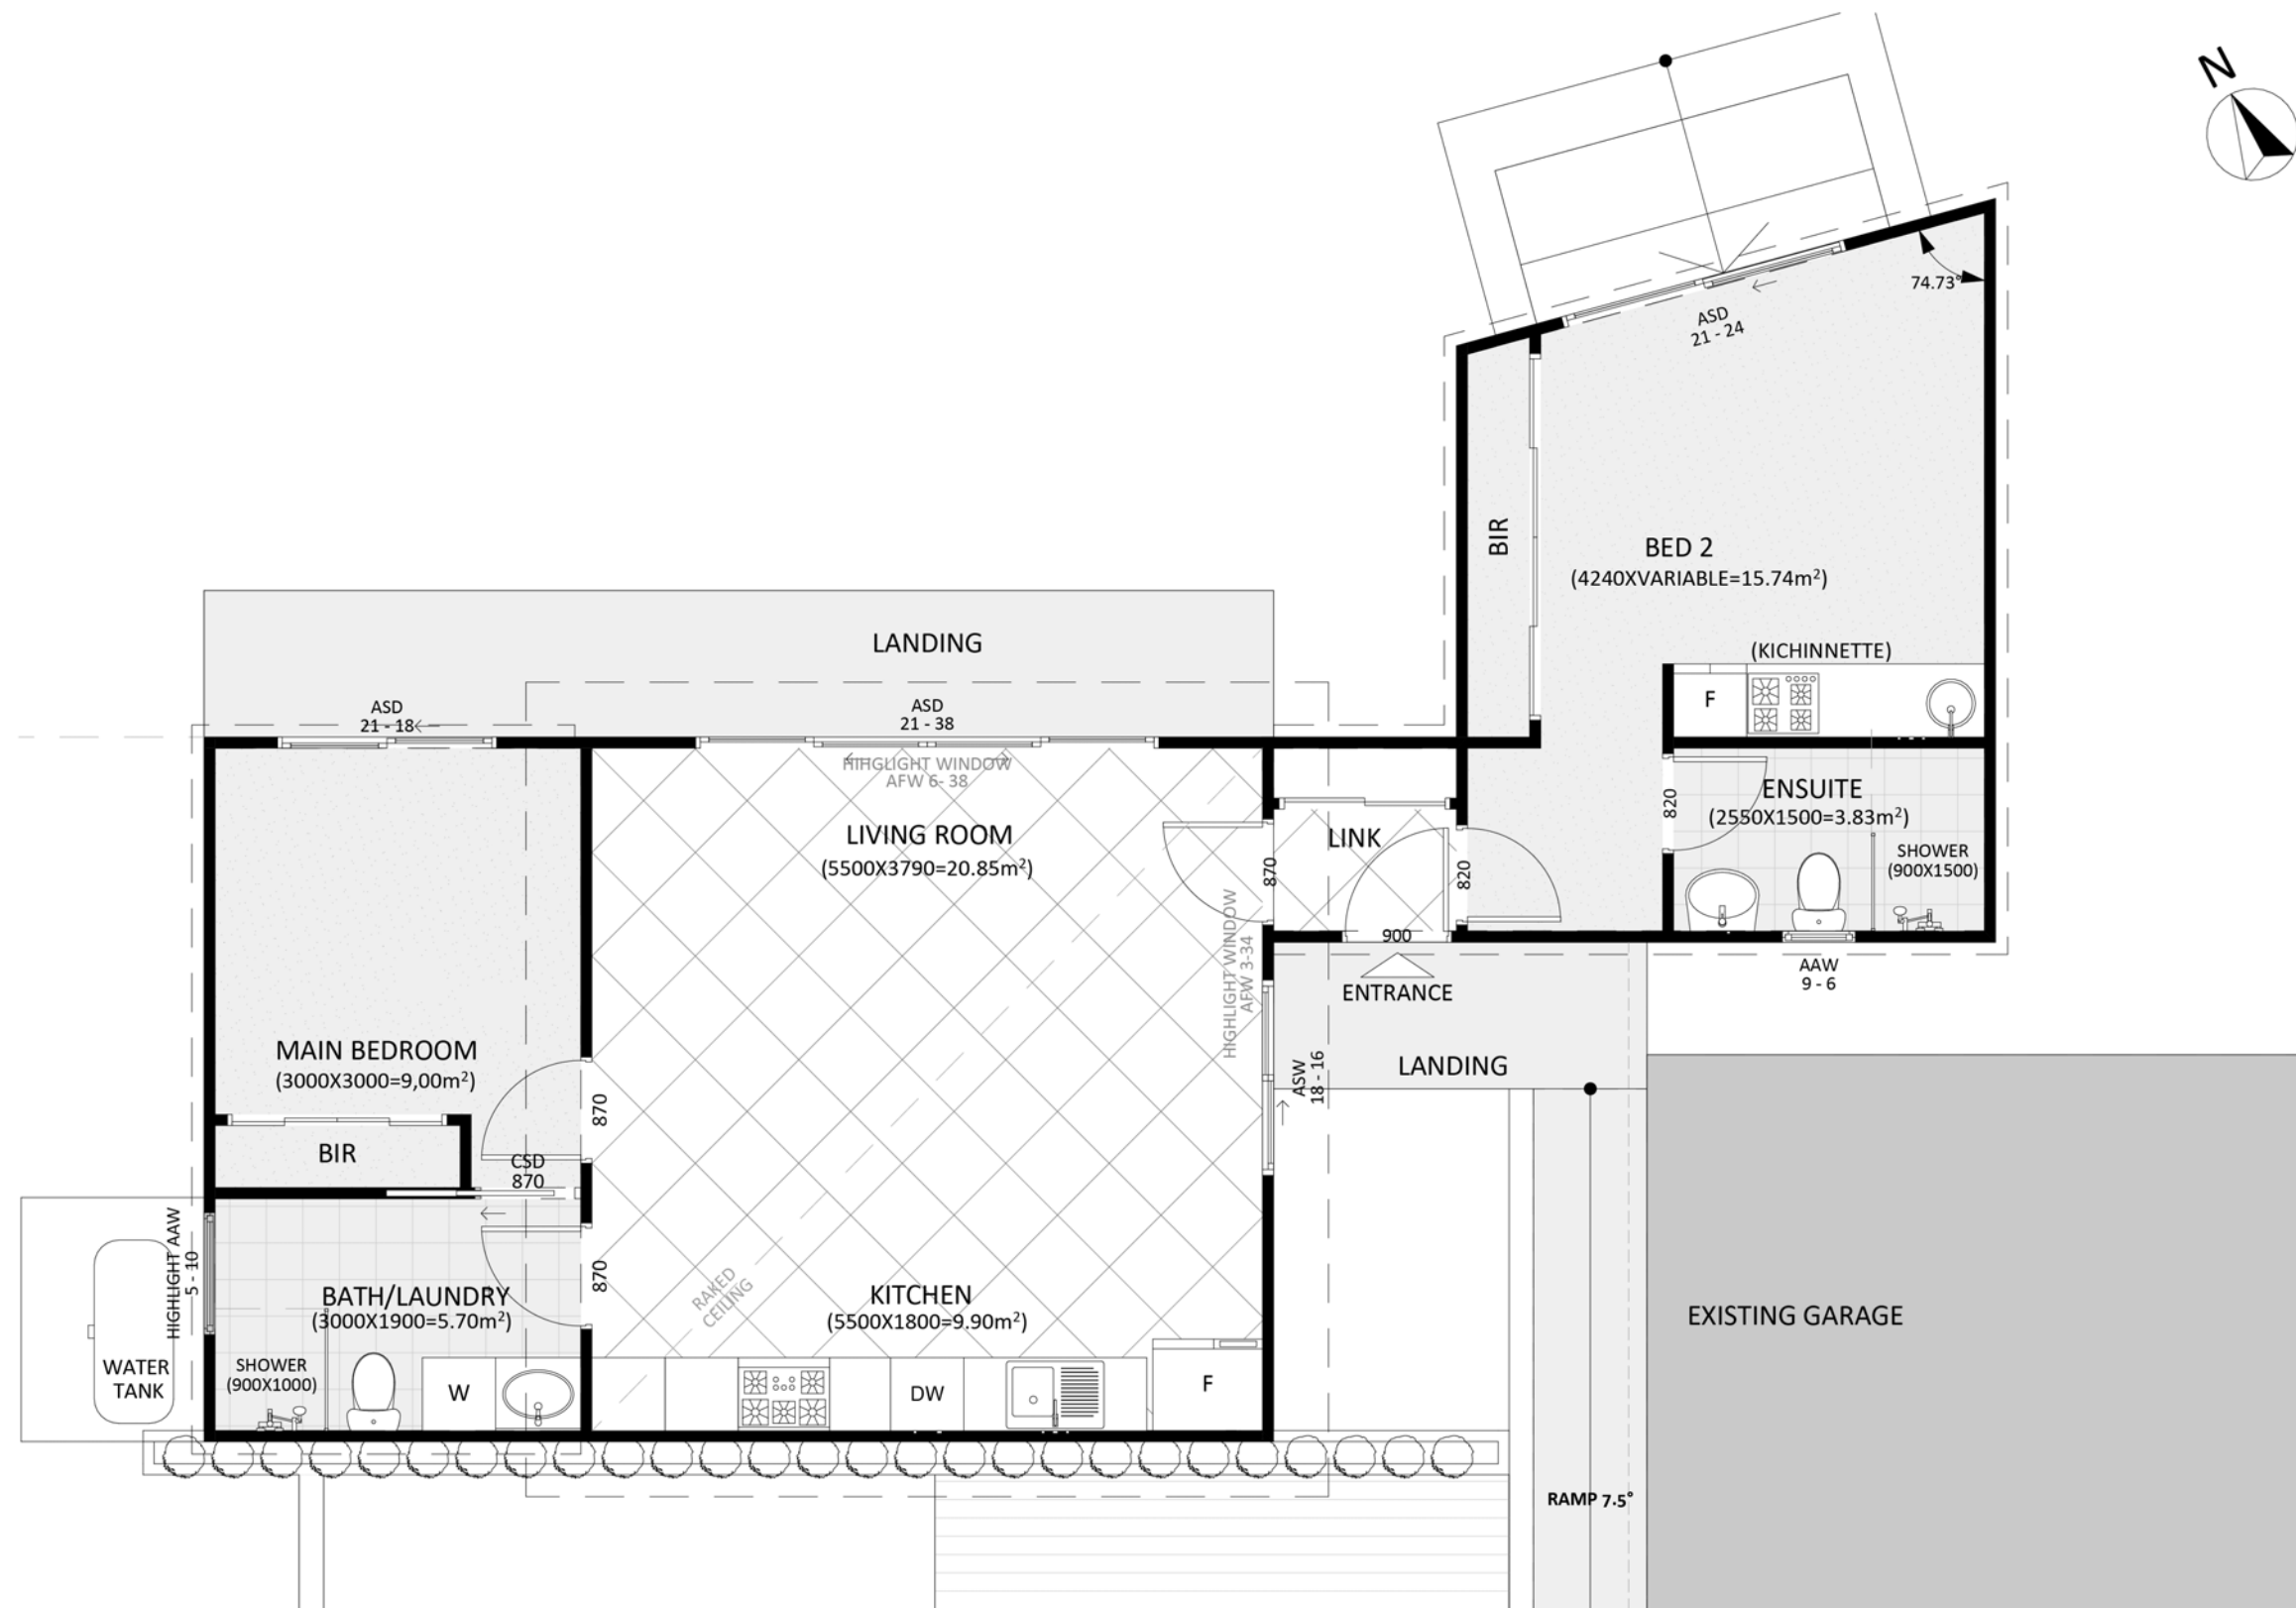 N
74.73°
ASD
21 - 24
BIR
BED 2
(4240XVARIABLE=15.74m²)
(KICHINNETTE)
F
LANDING
ASD
21 - 18
ASD
21 - 38
HIHGLIGHT WINDOW
AFW 6- 38
LIVING ROOM
(5500X3790=20.85m²)
LINK
870
820
900
820
ENSUITE
(2550X1500=3.83m²)
SHOWER
(900X1500)
AAW
9 - 6
HIGHLIGHT WINDOW
AFW 3-34
ENTRANCE
LANDING
ASW
18 - 16
MAIN BEDROOM
(3000X3000=9,00m²)
870
BIR
CSD
870
HIGHLIGHT AAW
5 - 10
BATH/LAUNDRY
(3000X1900=5.70m²)
870
RAKED
CEILING
KITCHEN
(5500X1800=9.90m²)
EXISTING GARAGE
WATER
TANK
SHOWER
(900X1000)
W
DW
F
RAMP 7.5°